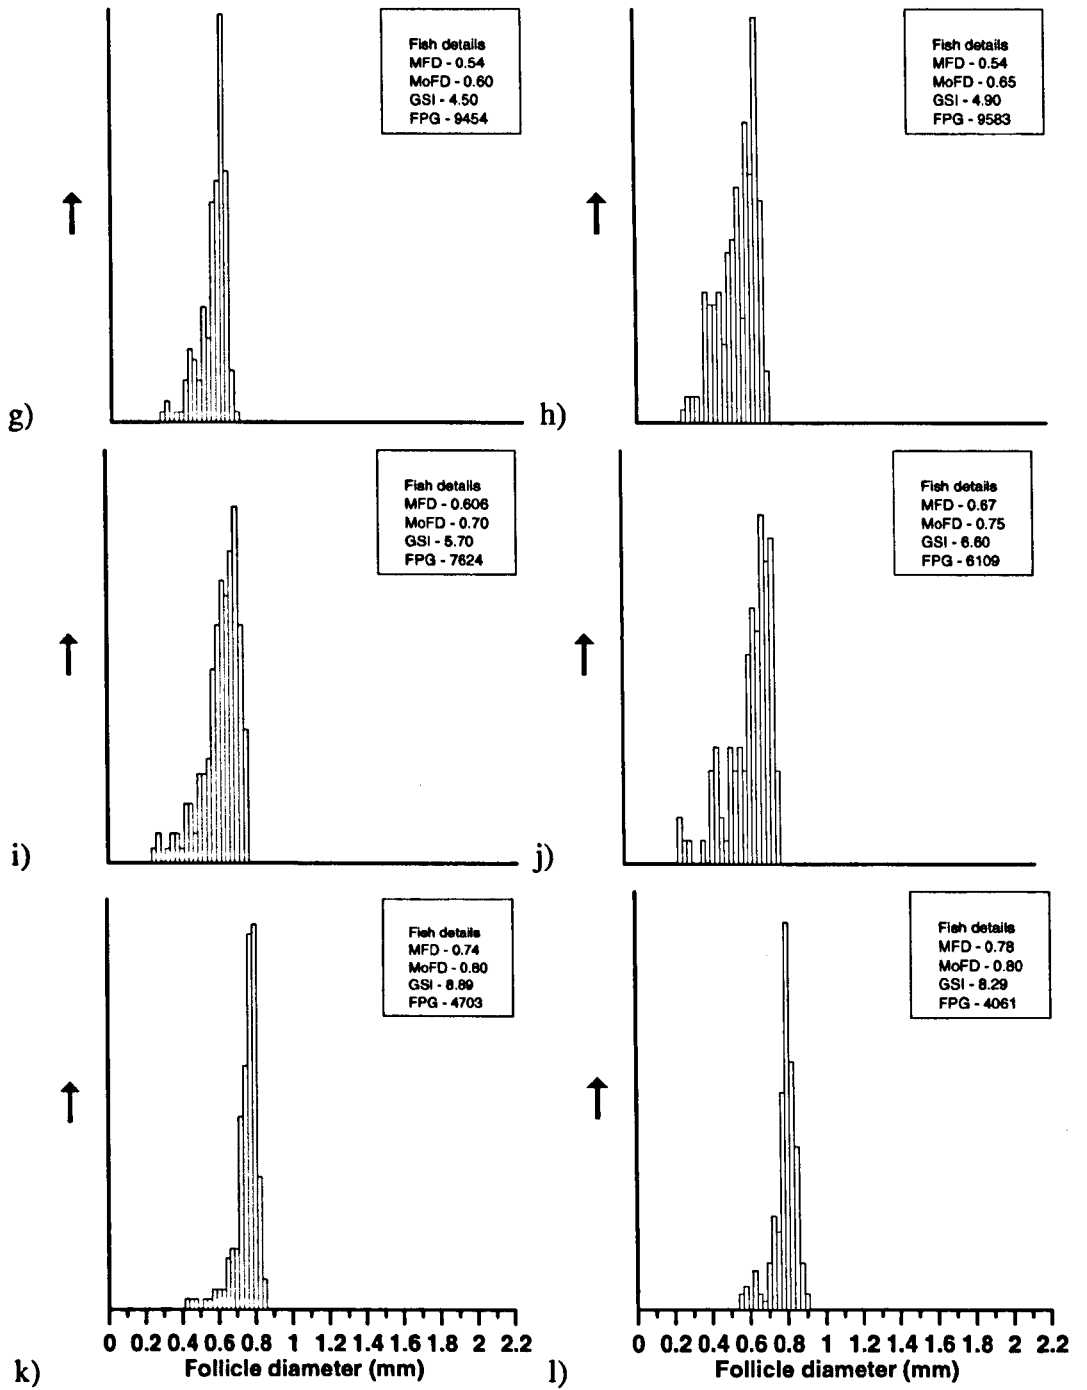 Fish details
MFD - 0.54
MoFD - 0.60
GSI - 4.50
FPG - 9454
g)
Fish details
MFD - 0.54
MoFD - 0.65
GSI - 4.90
FPG - 9583
h)
Fish details
MFD - 0.606
MoFD - 0.70
GSI - 5.70
FPG - 7624
i)
Fish details
MFD - 0.67
MoFD - 0.75
GSI - 6.60
FPG - 6109
j)
Fish details
MFD - 0.74
MoFD - 0.80
GSI - 8.89
FPG - 4703
0 0.2 0.4 0.6 0.8 1 1.2 1.4 1.6 1.8 2 2.2
Follicle diameter (mm)
k)
Fish details
MFD - 0.78
MoFD - 0.80
GSI - 8.29
FPG - 4061
0 0.2 0.4 0.6 0.8 1 1.2 1.4 1.6 1.8 2 2.2
Follicle diameter (mm)
l)